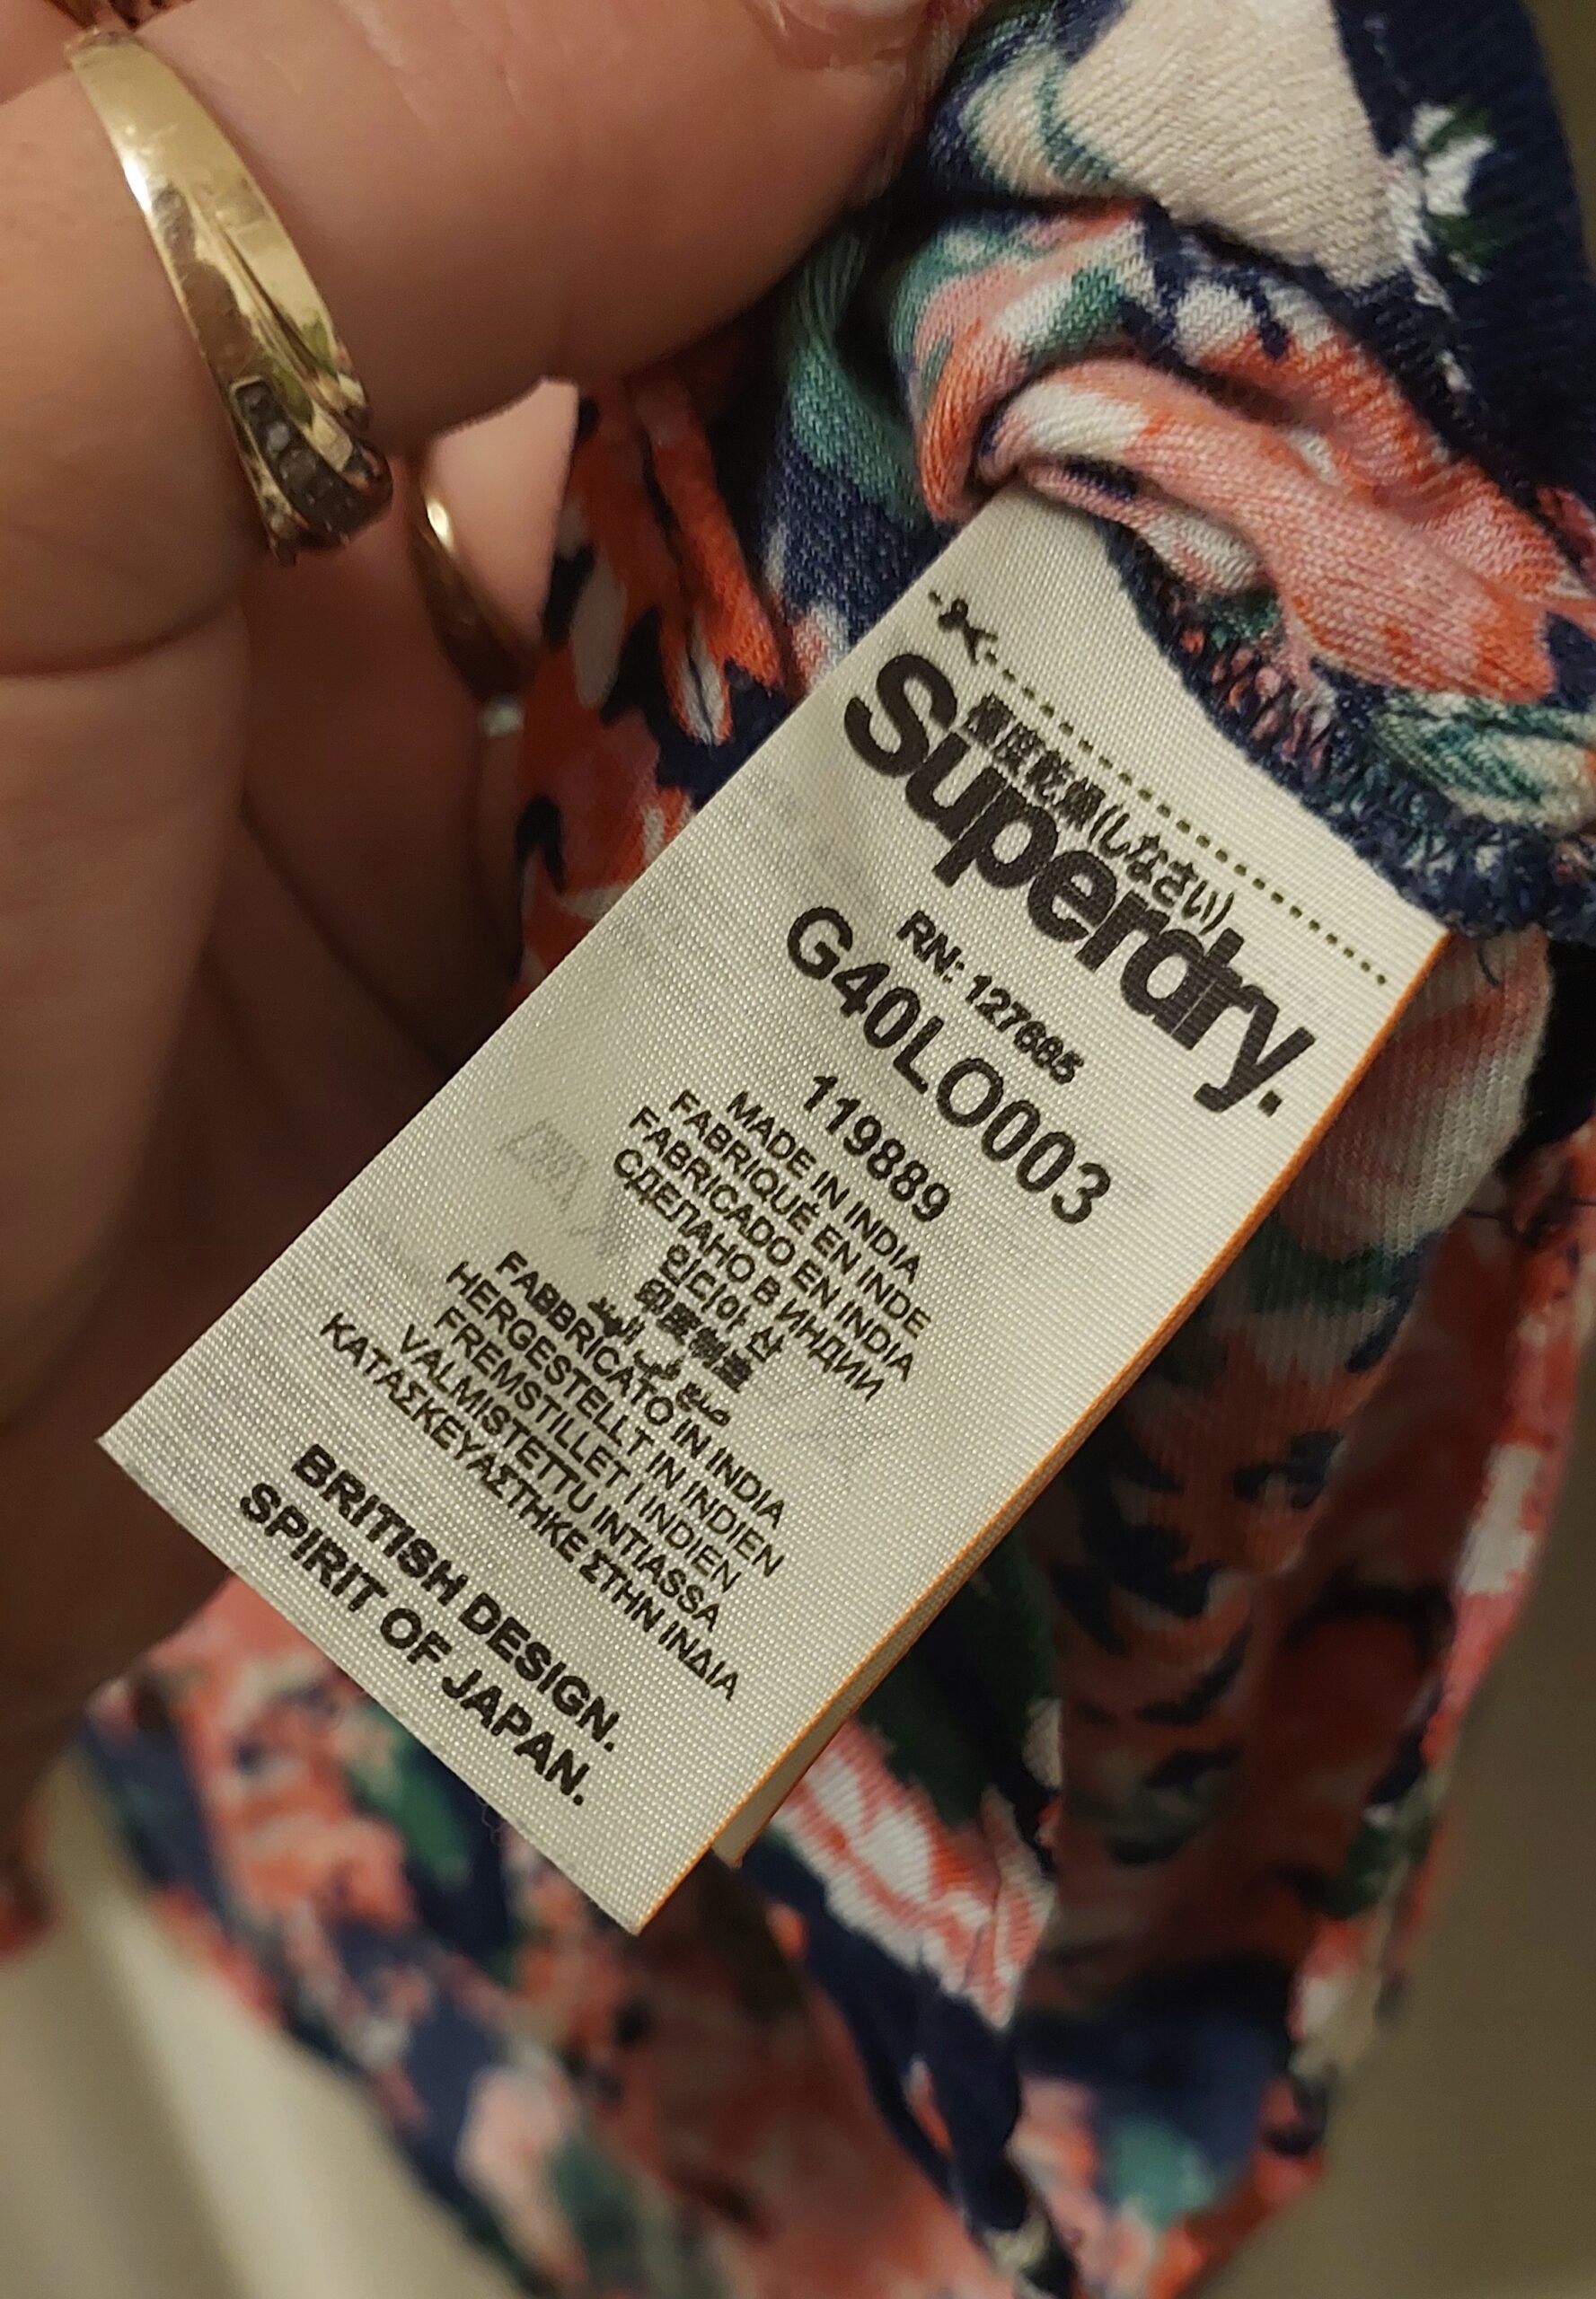 極度乾燥(しなさい)
Superdry.
RN: 127685
G40LO003
119889
MADE IN INDIA
FABRIQUÉ EN INDE
FABRICADO EN INDIA
СДЕЛАНО В ИНДИИ
인디아 산
印度制造
صنع في الهند
FABBRICATO IN INDIA
HERGESTELLT IN INDIEN
FREMSTILLET I INDIEN
VALMISTETTU INTIASSA
ΚΑΤΑΣΚΕΥΑΣΤΗΚΕ ΣΤΗΝ ΙΝΔΙΑ
BRITISH DESIGN.
SPIRIT OF JAPAN.